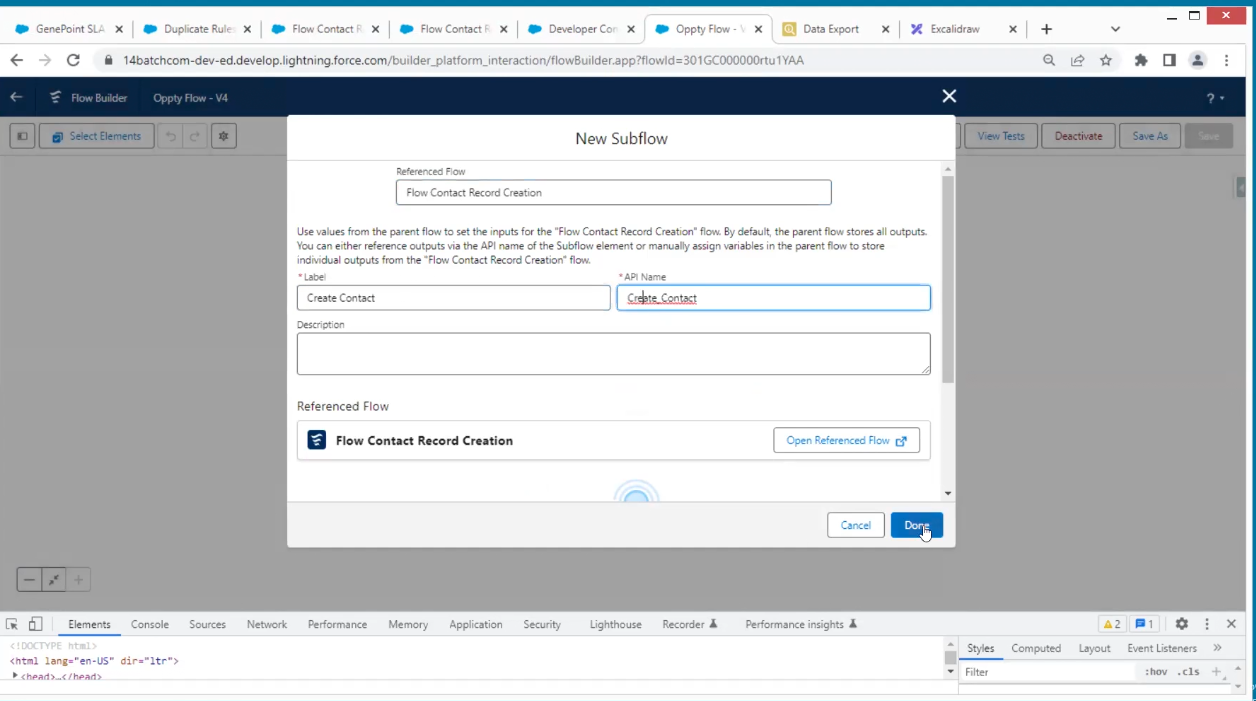 GenePoint SLA
Duplicate Rules
Flow Contact R
Flow Contact R
Developer Con
Oppty Flow - V
Data Export
Excalidraw
14batchcom-dev-ed.develop.lightning.force.com/builder_platform_interaction/flowBuilder.app?flowId=301GC000000rtu1YAA
Flow Builder
Oppty Flow - V4
?
Select Elements
View Tests
Deactivate
Save As
Save
New Subflow
Referenced Flow
Flow Contact Record Creation
Use values from the parent flow to set the inputs for the "Flow Contact Record Creation" flow. By default, the parent flow stores all outputs.
You can either reference outputs via the API name of the Subflow element or manually assign variables in the parent flow to store
individual outputs from the "Flow Contact Record Creation" flow.
* Label
* API Name
Create Contact
Create_Contact
Description
Referenced Flow
Flow Contact Record Creation
Open Referenced Flow
Cancel
Done
Elements
Console
Sources
Network
Performance
Memory
Application
Security
Lighthouse
Recorder
Performance insights
2
1
<!DOCTYPE html>
<html lang="en-US" dir="ltr">
<head>…</head>
Styles
Computed
Layout
Event Listeners
»
Filter
:hov .cls +